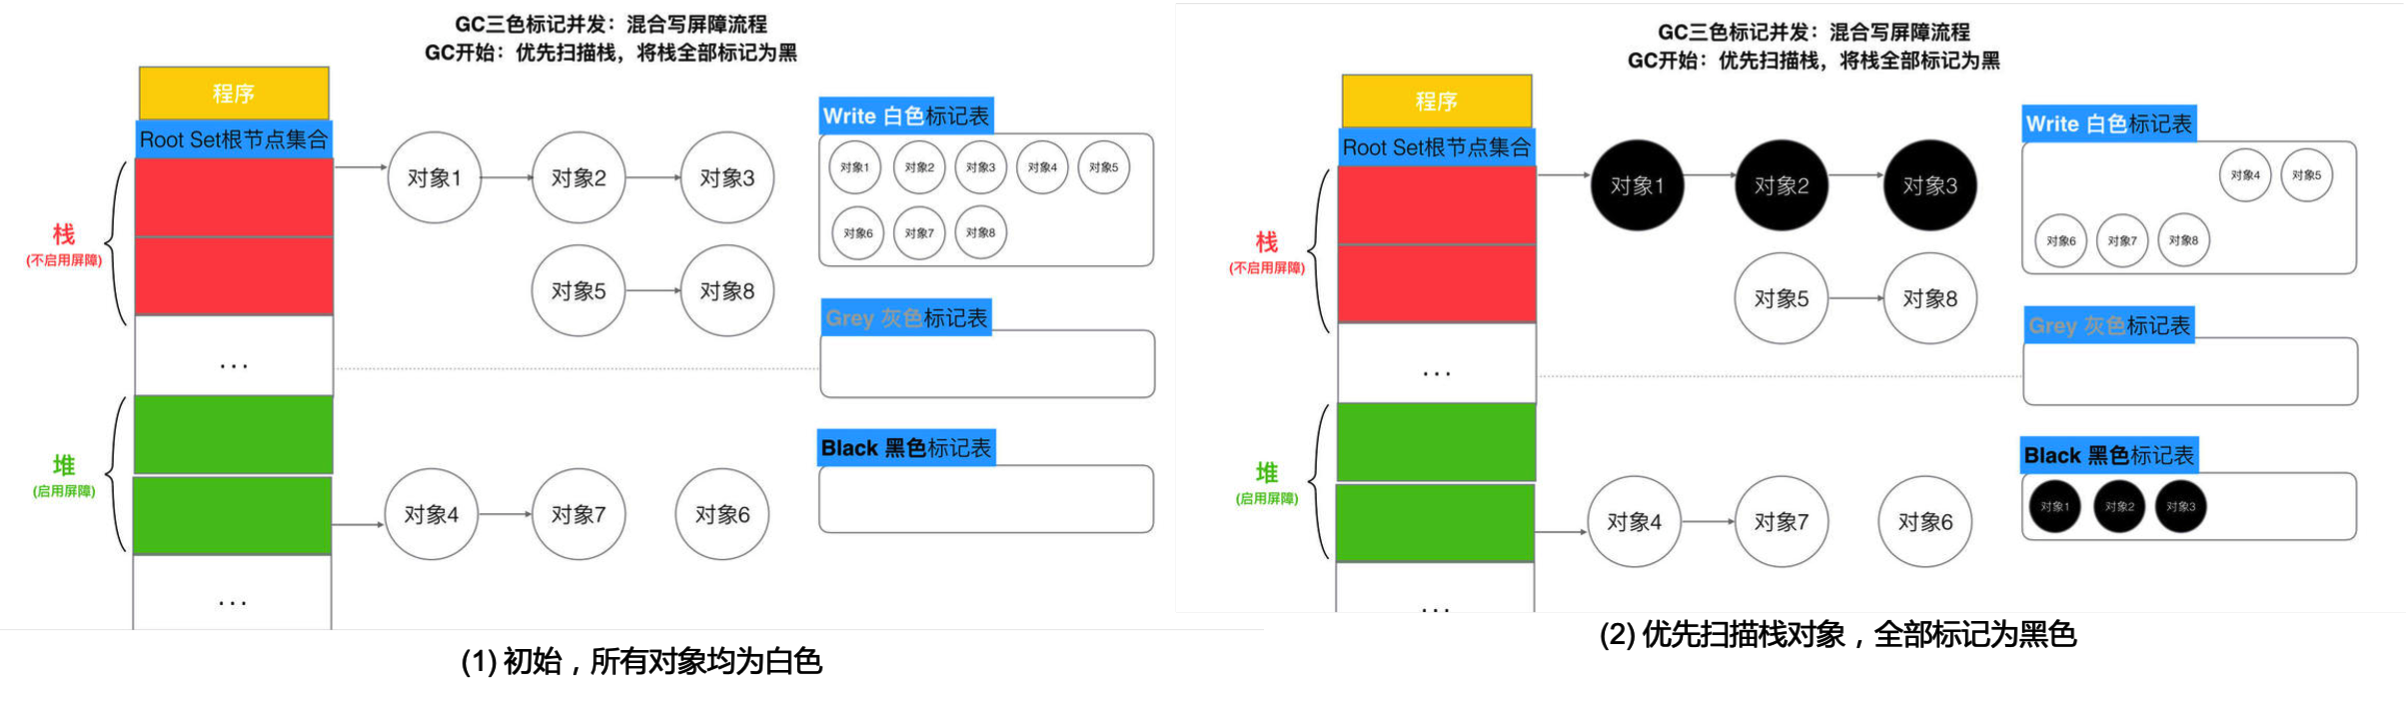 GC三色标记并发：混合写屏障流程
GC开始：优先扫描栈，将栈全部标记为黑
程序
Root Set根节点集合
栈
(不启用屏障)
...
堆
(启用屏障)
...
对象1
对象2
对象3
对象5
对象8
对象4
对象7
对象6
Write 白色标记表
对象1 对象2 对象3 对象4 对象5
对象6 对象7 对象8
Grey 灰色标记表
Black 黑色标记表
(1) 初始，所有对象均为白色
GC三色标记并发：混合写屏障流程
GC开始：优先扫描栈，将栈全部标记为黑
程序
Root Set根节点集合
栈
(不启用屏障)
...
堆
(启用屏障)
...
对象1
对象2
对象3
对象5
对象8
对象4
对象7
对象6
Write 白色标记表
对象4 对象5
对象6 对象7 对象8
Grey 灰色标记表
Black 黑色标记表
对象1 对象2 对象3
(2) 优先扫描栈对象，全部标记为黑色